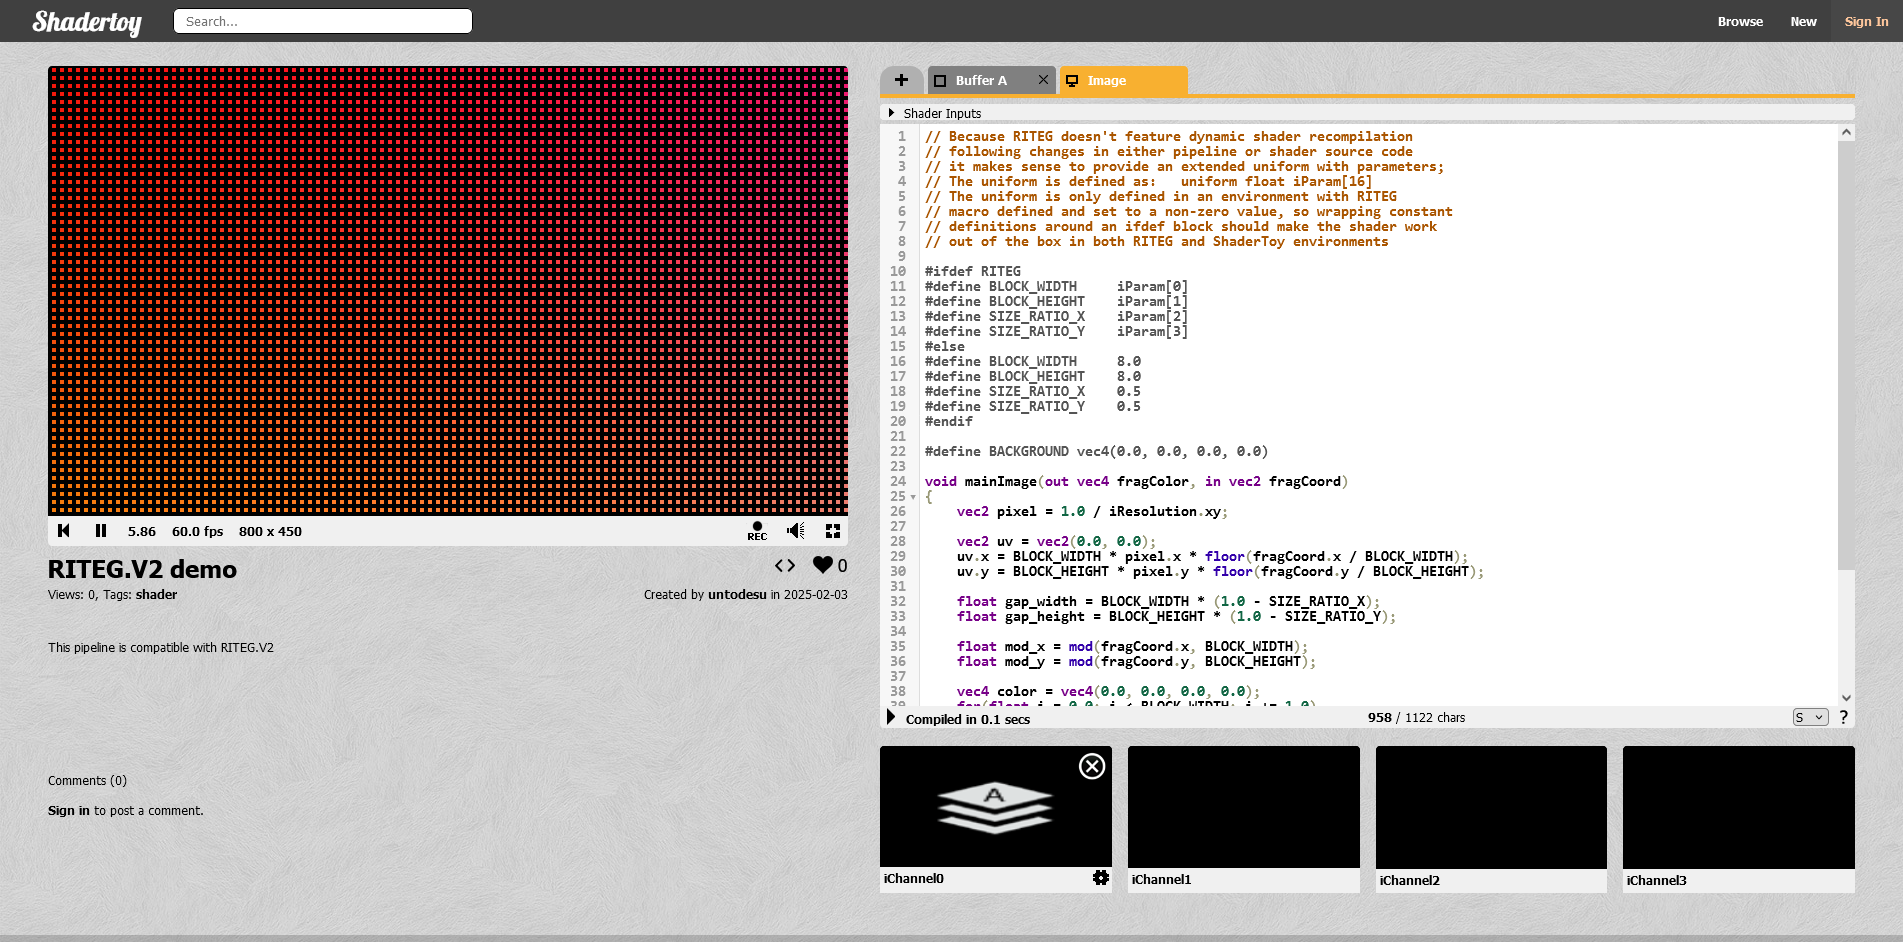 Shadertoy
Search...
Browse
New
Sign In
5.86
60.0 fps
800 x 450
REC
RITEG.V2 demo
0
Views: 0, Tags: shader
Created by untodesu in 2025-02-03
This pipeline is compatible with RITEG.V2
Comments (0)
Sign in to post a comment.
+
Buffer A
Image
Shader Inputs
1 // Because RITEG doesn't feature dynamic shader recompilation
2 // following changes in either pipeline or shader source code
3 // it makes sense to provide an extended uniform with parameters;
4 // The uniform is defined as:   uniform float iParam[16]
5 // The uniform is only defined in an environment with RITEG
6 // macro defined and set to a non-zero value, so wrapping constant
7 // definitions around an ifdef block should make the shader work
8 // out of the box in both RITEG and ShaderToy environments
9
10 #ifdef RITEG
11 #define BLOCK_WIDTH     iParam[0]
12 #define BLOCK_HEIGHT    iParam[1]
13 #define SIZE_RATIO_X    iParam[2]
14 #define SIZE_RATIO_Y    iParam[3]
15 #else
16 #define BLOCK_WIDTH     8.0
17 #define BLOCK_HEIGHT    8.0
18 #define SIZE_RATIO_X    0.5
19 #define SIZE_RATIO_Y    0.5
20 #endif
21
22 #define BACKGROUND vec4(0.0, 0.0, 0.0, 0.0)
23
24 void mainImage(out vec4 fragColor, in vec2 fragCoord)
25 {
26     vec2 pixel = 1.0 / iResolution.xy;
27
28     vec2 uv = vec2(0.0, 0.0);
29     uv.x = BLOCK_WIDTH * pixel.x * floor(fragCoord.x / BLOCK_WIDTH);
30     uv.y = BLOCK_HEIGHT * pixel.y * floor(fragCoord.y / BLOCK_HEIGHT);
31
32     float gap_width = BLOCK_WIDTH * (1.0 - SIZE_RATIO_X);
33     float gap_height = BLOCK_HEIGHT * (1.0 - SIZE_RATIO_Y);
34
35     float mod_x = mod(fragCoord.x, BLOCK_WIDTH);
36     float mod_y = mod(fragCoord.y, BLOCK_HEIGHT);
37
38     vec4 color = vec4(0.0, 0.0, 0.0, 0.0);
39     for(float i = 0.0; i < BLOCK_WIDTH; i += 1.0)
Compiled in 0.1 secs
958 / 1122 chars
S
?
A
iChannel0
iChannel1
iChannel2
iChannel3